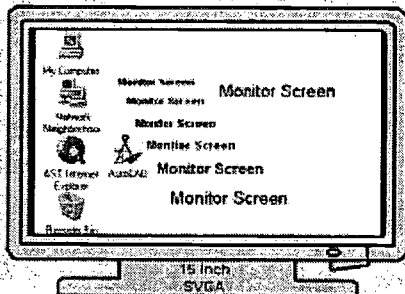 My Computer
Monitor Screen
Monitor Screen
Monitor Screen
Network
Neighborhood
Monitor Screen
Monitor Screen
AST Internet
Explorer
AutoCAD
Monitor Screen
Monitor Screen
Recycle Bin
15 Inch
SVGA